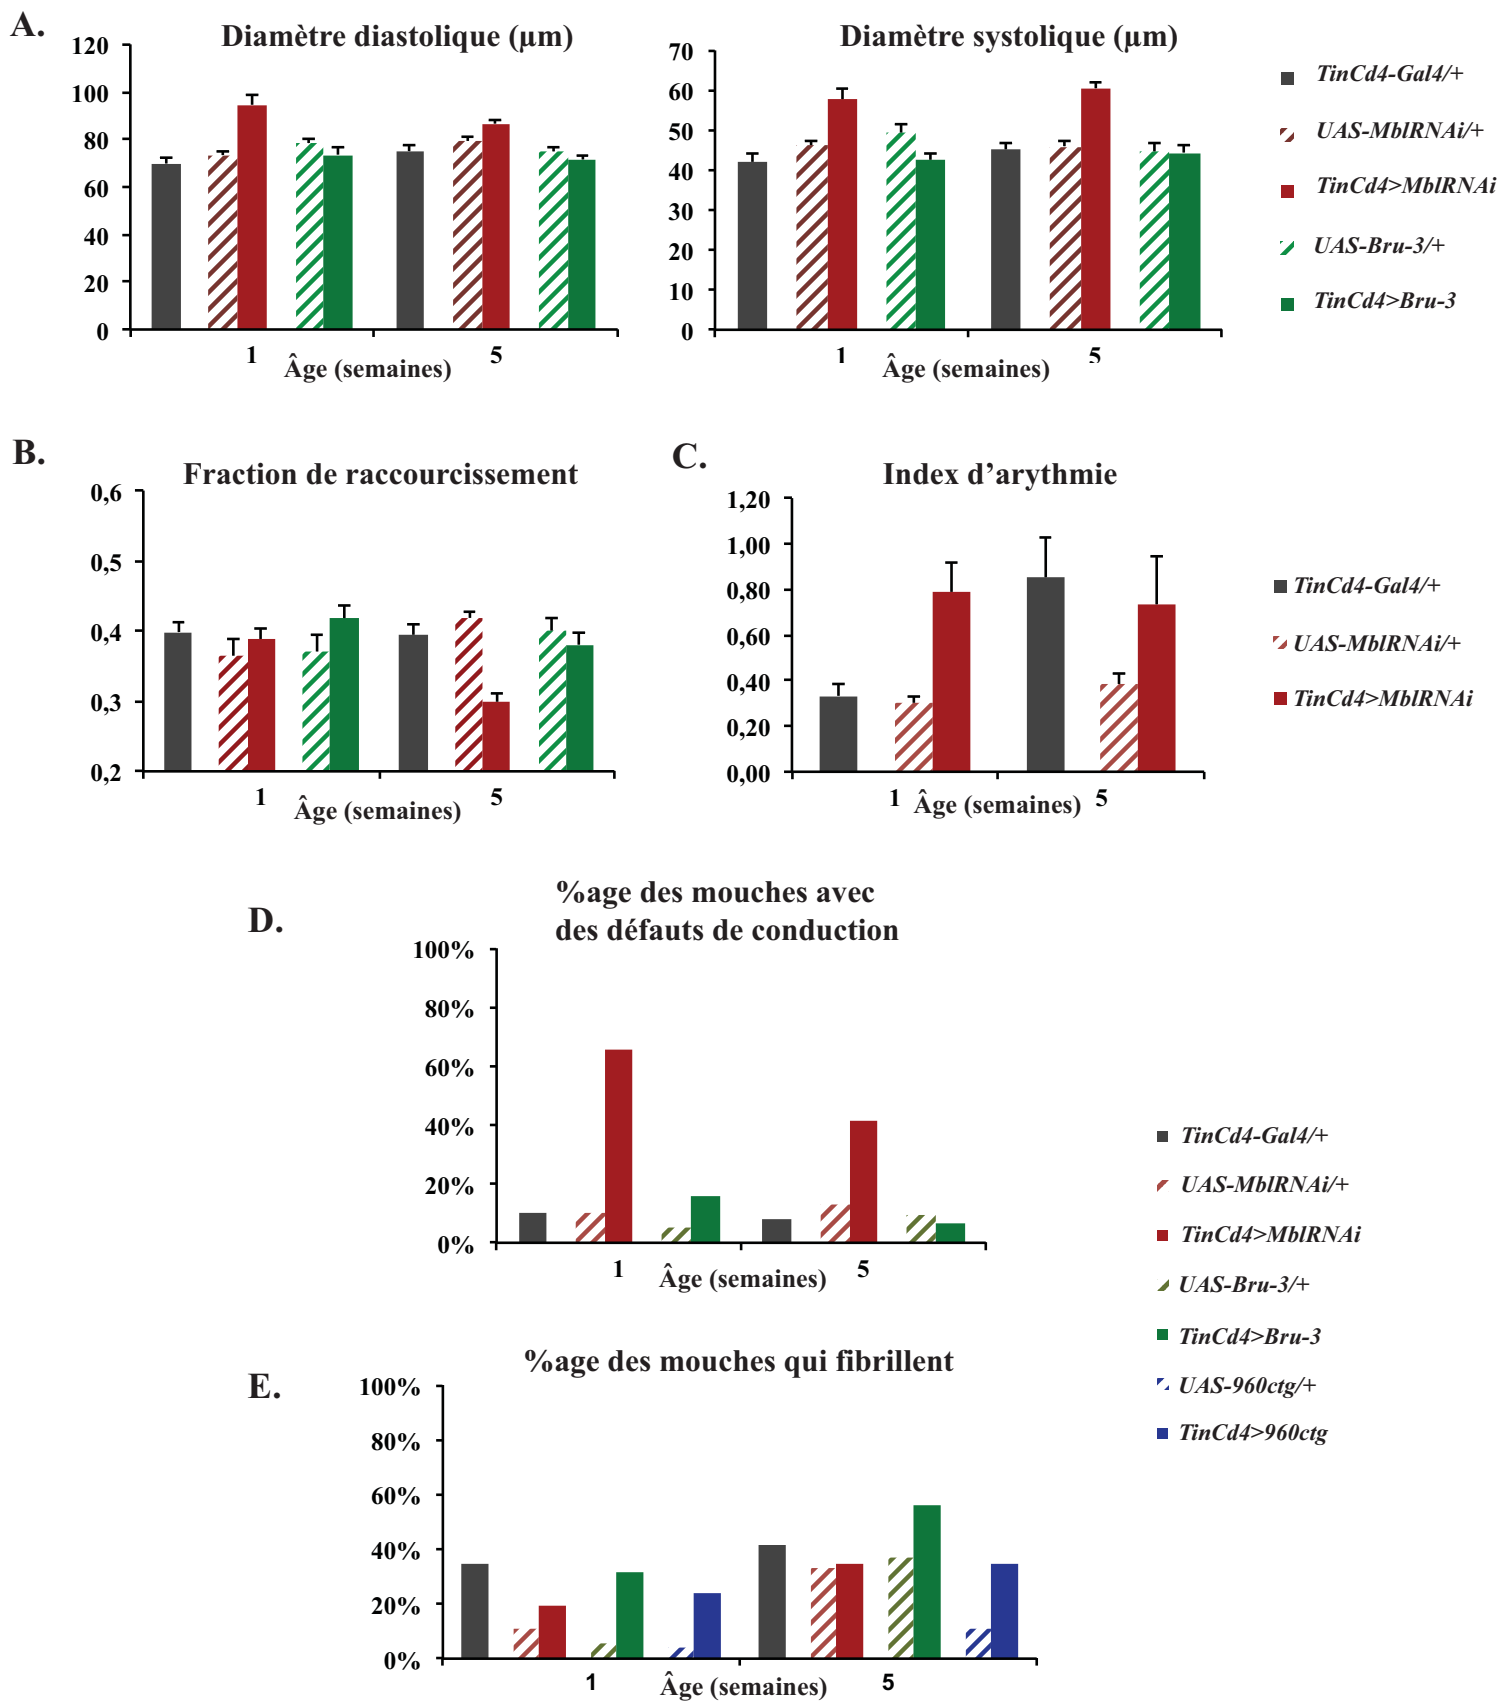 A.
Diamètre diastolique (µm)
120
100
80
60
40
20
0
1
5
Âge (semaines)
Diamètre systolique (µm)
70
60
50
40
30
20
10
0
1
5
Âge (semaines)
TinCd4-Gal4/+
UAS-MblRNAi/+
TinCd4>MblRNAi
UAS-Bru-3/+
TinCd4>Bru-3
B.
Fraction de raccourcissement
0,6
0,5
0,4
0,3
0,2
1
5
Âge (semaines)
C.
Index d'arythmie
1,20
1,00
0,80
0,60
0,40
0,20
0,00
1
5
Âge (semaines)
TinCd4-Gal4/+
UAS-MblRNAi/+
TinCd4>MblRNAi
D.
%age des mouches avec
des défauts de conduction
100%
80%
60%
40%
20%
0%
1
5
Âge (semaines)
TinCd4-Gal4/+
UAS-MblRNAi/+
TinCd4>MblRNAi
UAS-Bru-3/+
TinCd4>Bru-3
UAS-960ctg/+
TinCd4>960ctg
E.
%age des mouches qui fibrillent
100%
80%
60%
40%
20%
0%
1
5
Âge (semaines)